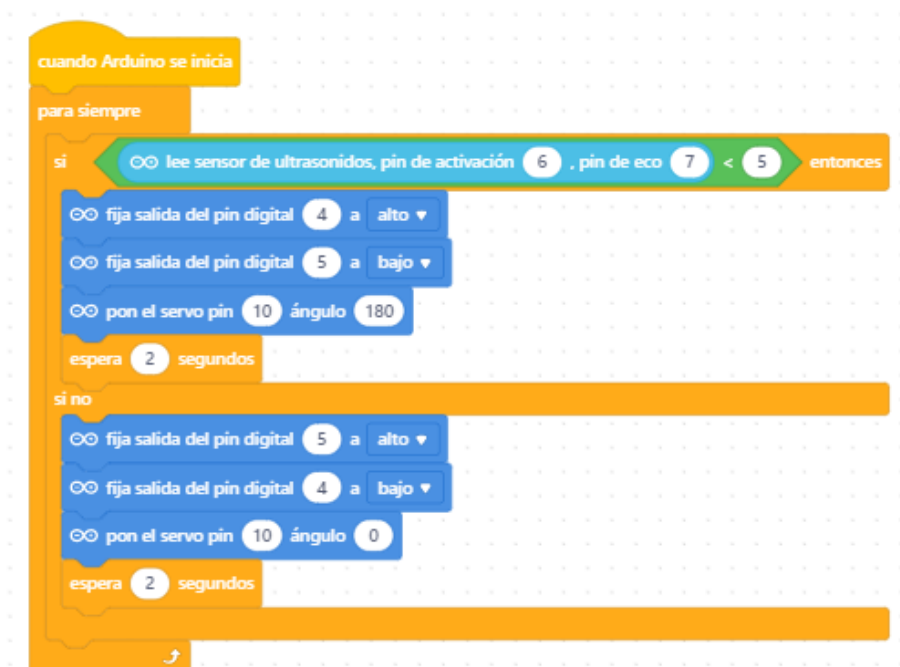 cuando Arduino se inicia
para siempre
si lee sensor de ultrasonidos, pin de activación 6 , pin de eco 7 < 5 entonces
fija salida del pin digital 4 a alto
fija salida del pin digital 5 a bajo
pon el servo pin 10 ángulo 180
espera 2 segundos
si no
fija salida del pin digital 5 a alto
fija salida del pin digital 4 a bajo
pon el servo pin 10 ángulo 0
espera 2 segundos